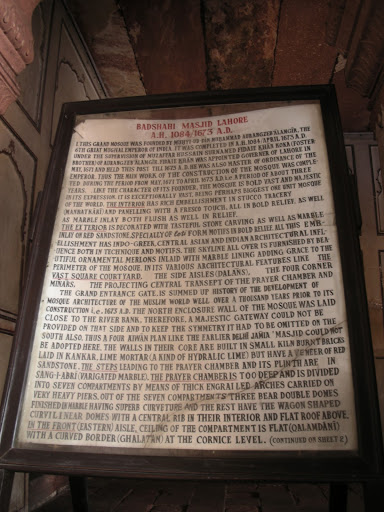 BADSHAHI MASJID LAHORE
A.H. 1084/1673 A.D.
1. THIS GRAND MOSQUE WAS FOUNDED BY MUHIYU-UD-DIN MUHAMMAD AURANGZEB ALAMGIR, THE
6TH GREAT MUGHAL EMPEROR OF INDIA. IT WAS COMPLETED IN A.H. 1084/APRIL 1673 A.D.
UNDER THE SUPERVISION OF MUZAFFAR HUSSAIN SURNAMED FIDAIE KHAN KOKA (FOSTER-
BROTHER OF AURANGZEB ALAMGIR). FIDAIE KHAN WAS APPOINTED GOVERNOR OF LAHORE IN
MAY, 1671 AND HELD THIS POST TILL 1675 A.D. HE WAS ALSO MASTER OF ORDINANCE OF THE
EMPEROR. THUS THE MAIN WORK OF THE CONSTRUCTION OF THE MOSQUE WAS COMPLE-
TED DURING THE PERIOD FROM MAY, 1671 TO APRIL 1673 A.D. i.e A PERIOD OF ABOUT THREE
YEARS. LIKE THE CHARACTER OF ITS FOUNDER, THE MOSQUE IS BOLD, VAST AND MAJESTIC
IN ITS EXPRESSION. IT IS EXCEPTIONALLY VAST, BEING PERHAPS BIGGEST ONE UNIT MOSQUE
OF THE WORLD. THE INTERIOR HAS RICH EMBELLISHMENT IN STUCCO TRACERY
(MANBATKARI) AND PANELLING WITH A FRESCO TOUCH, ALL IN BOLD RELIEF, AS WELL
AS MARBLE INLAY BOTH FLUSH AS WELL IN RELIEF.
THE EXTERIOR IS DECORATED WITH TASTEFUL STONE CARVING AS WELL AS MARBLE
INLAY ON RED SANDSTONE, SPECIALLY OF FORM MOTIFS IN BOLD RELIEF. ALL THIS EMB-
ELLISHMENT HAS INDO-GREEK, CENTRAL ASIAN AND INDIAN ARCHITECTURAL INFL-
UENCE BOTH IN TECHNIQUE AND MOTIFS. THE SKYLINE ALL OVER IS FURNISHED BY BEA-
UTIFUL ORNAMENTAL MERLONS INLAID WITH MARBLE LINING ADDING GRACE TO THE
PERIMETER OF THE MOSQUE. IN ITS VARIOUS ARCHITECTURAL FEATURES LIKE THE
VAST SQUARE COURTYARD, THE SIDE AISLES (DALANS), THE FOUR CORNER
MINARS, THE PROJECTING CENTRAL TRANSEPT OF THE PRAYER CHAMBER AND
THE GRAND ENTRANCE GATE, IS SUMMED UP HISTORY OF THE DEVELOPMENT OF
MOSQUE ARCHITECTURE OF THE MUSLIM WORLD WELL OVER A THOUSAND YEARS PRIOR TO ITS
CONSTRUCTION i.e., 1673 A.D. THE NORTH ENCLOSURE WALL OF THE MOSQUE WAS LAID
CLOSE TO THE RIVER BANK, THEREFORE, A MAJESTIC GATEWAY COULD NOT BE
PROVIDED ON THAT SIDE AND TO KEEP THE SYMMETRY IT HAD TO BE OMITTED ON THE
SOUTH ALSO, THUS A FOUR AIWAN PLAN LIKE THE EARLIER DELHI JAMIA' MASJID COULD NOT
BE ADOPTED HERE. THE WALLS IN THEIR CORE ARE BUILT IN SMALL KILN BURNT BRICKS
LAID IN KANKAR, LIME MORTAR (A KIND OF HYDRALIC LIME) BUT HAVE A VENEER OF RED
SANDSTONE. THE STEPS LEADING TO THE PRAYER CHAMBER AND ITS PLINTH ARE IN
SANG-I-ABRI (VARIGATED MARBLE). THE PRAYER CHAMBER IS TOO DEEP AND IS DIVIDED
INTO SEVEN COMPARTMENTS BY MEANS OF THICK ENGRAILLED ARCHES CARRIED ON
VERY HEAVY PIERS. OUT OF THE SEVEN COMPARTMENTS THREE BEAR DOUBLE DOMES
FINISHED IN MARBLE HAVING SUPERB CURVETURE AND THE REST HAVE THE WAGON SHAPED
CURVELINEAR DOMES WITH A CENTRAL RIB IN THEIR INTERIOR AND FLAT ROOF ABOVE.
IN THE FRONT (EASTERN) AISLE, CEILING OF THE COMPARTMENT IS FLAT (QALAMDANI)
WITH A CURVED BORDER (GHALATAN) AT THE CORNICE LEVEL. (CONTINUED ON SHEET 2)